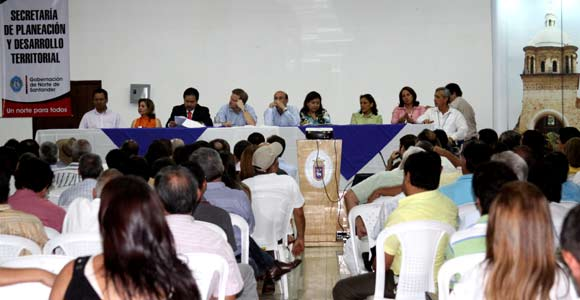 SECRETARÍA
DE PLANEACIÓN
Y DESARROLLO
TERRITORIAL
Gobernación
de Norte de
Santander
Un norte para todos